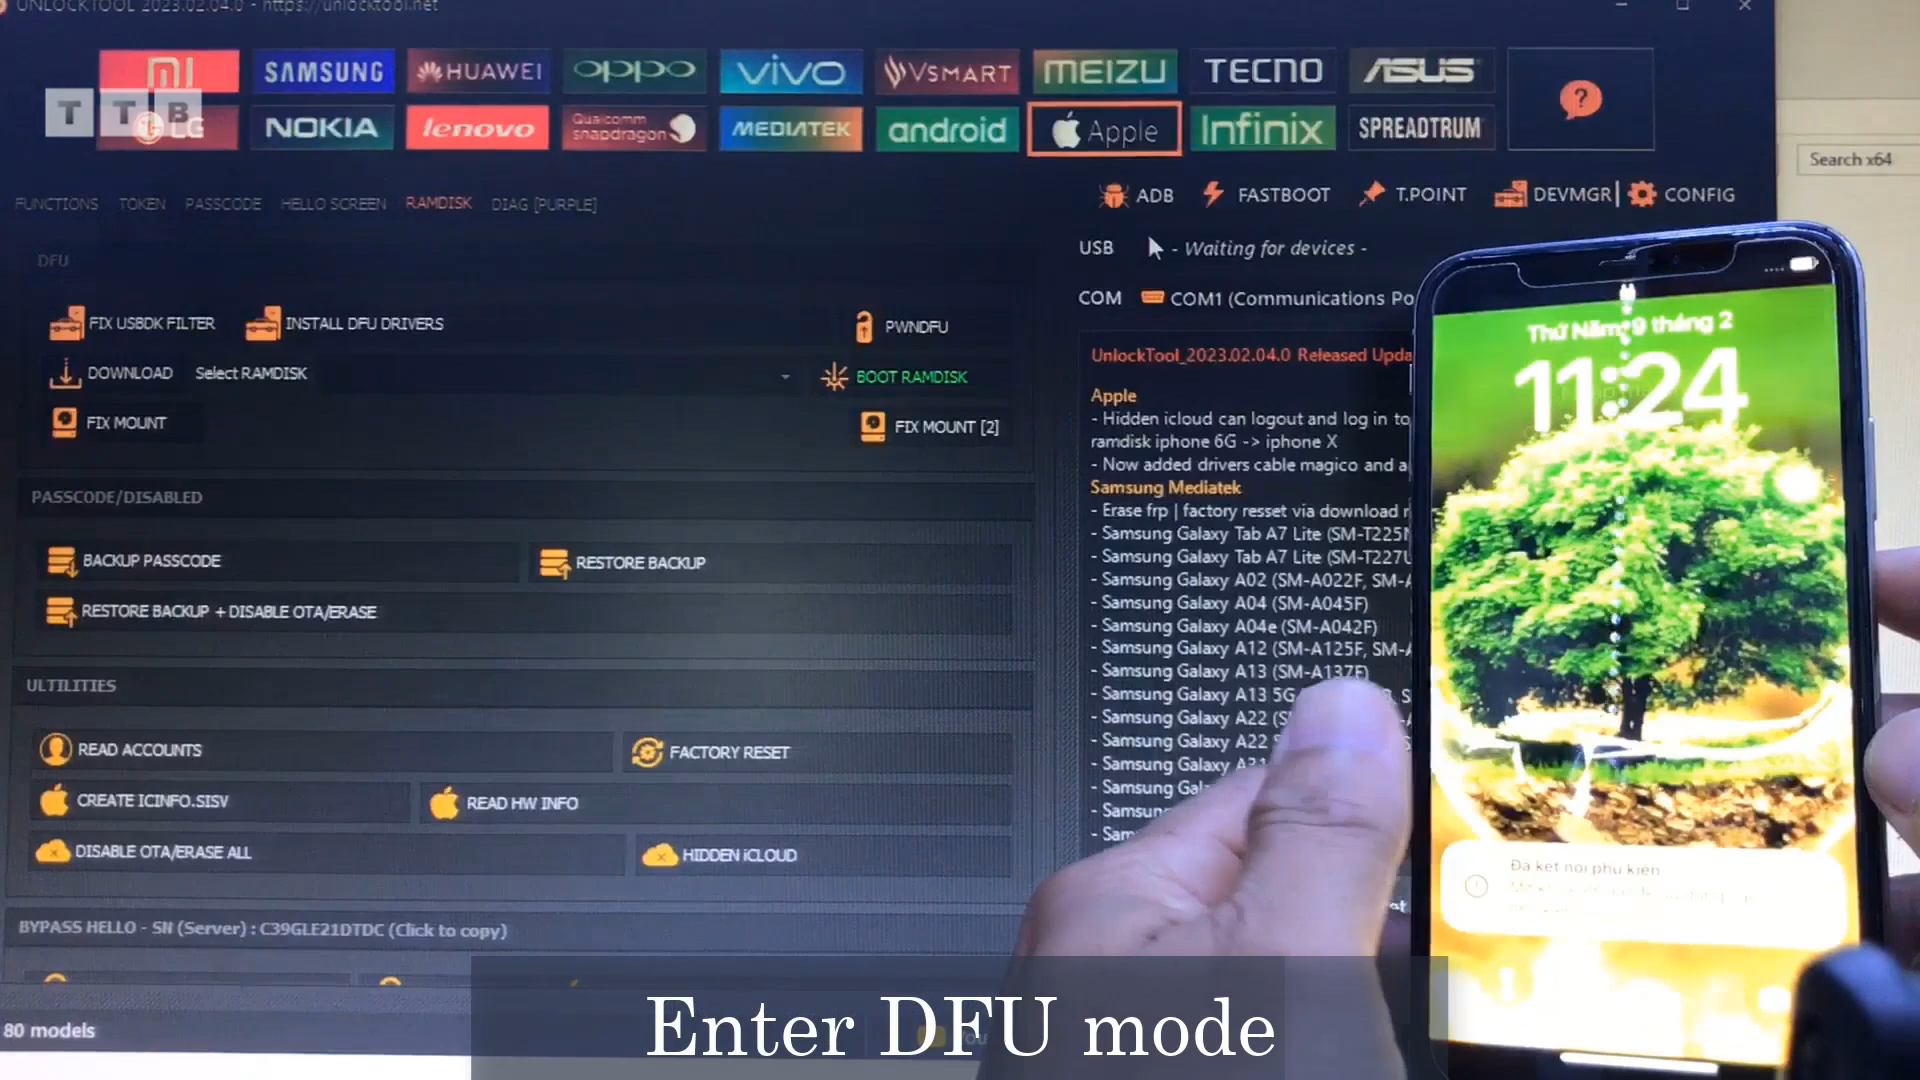 UNLOCKTOOL 2023.02.04.0 - https://unlocktool.net
MI SAMSUNG HUAWEI oppo vivo VSMART MEIZU TECNO ASUS
T T B LG NOKIA lenovo Qualcomm snapdragon MEDIATEK android Apple Infinix SPREADTRUM
?
Search x64
FUNCTIONS TOKEN PASSCODE HELLO SCREEN RAMDISK DIAG [PURPLE]
ADB FASTBOOT T.POINT DEVMGR CONFIG
DFU
USB - Waiting for devices -
COM COM1 (Communications Po
FIX USBDK FILTER INSTALL DFU DRIVERS PWNDFU
DOWNLOAD Select RAMDISK BOOT RAMDISK
FIX MOUNT FIX MOUNT [2]
PASSCODE/DISABLED
BACKUP PASSCODE RESTORE BACKUP
RESTORE BACKUP + DISABLE OTA/ERASE
ULTILITIES
READ ACCOUNTS FACTORY RESET
CREATE ICINFO.SISV READ HW INFO
DISABLE OTA/ERASE ALL HIDDEN iCLOUD
BYPASS HELLO - SN (Server) : C39GLE21DTDC (Click to copy)
80 models
UnlockTool_2023.02.04.0 Released Upda
Apple
- Hidden icloud can logout and log in to
ramdisk iphone 6G -> iphone X
- Now added drivers cable magico and a
Samsung Mediatek
- Erase frp | factory resset via download
- Samsung Galaxy Tab A7 Lite (SM-T225
- Samsung Galaxy Tab A7 Lite (SM-T227U
- Samsung Galaxy A02 (SM-A022F, SM-A
- Samsung Galaxy A04 (SM-A045F)
- Samsung Galaxy A04e (SM-A042F)
- Samsung Galaxy A12 (SM-A125F, SM-A
- Samsung Galaxy A13 (SM-A137F)
- Samsung Galaxy A13 5G
- Samsung Galaxy A22 (S
- Samsung Galaxy A22
- Samsung Galaxy
- Samsung Gal
- Samsung
- Sam
Thứ Năm, 9 tháng 2
11:24
Đã kết nối phụ kiện
Enter DFU mode